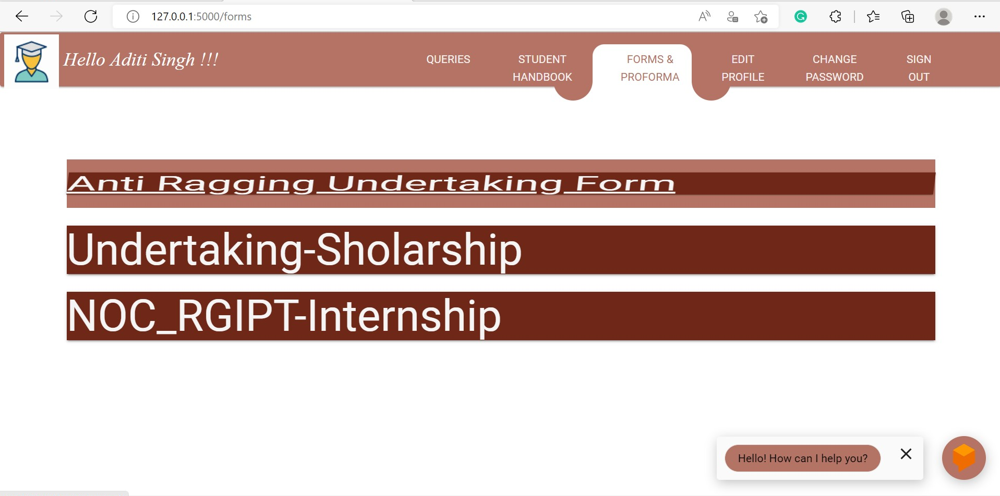 127.0.0.1:5000/forms
Hello Aditi Singh !!!
QUERIES
STUDENT
HANDBOOK
FORMS &
PROFORMA
EDIT
PROFILE
CHANGE
PASSWORD
SIGN
OUT
Anti Ragging Undertaking Form
Undertaking-Sholarship
NOC_RGIPT-Internship
Hello! How can I help you?